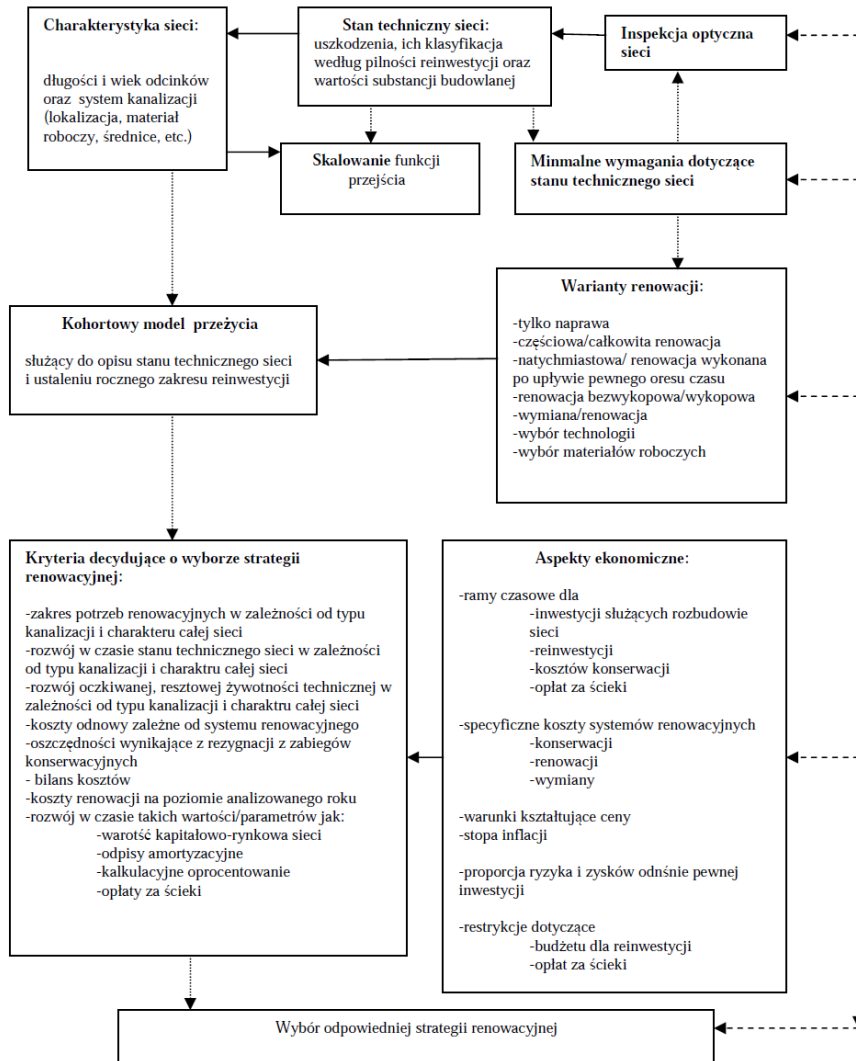 Charakterystyka sieci:
długości i wiek odcinków
oraz system kanalizacji
(lokalizacja, materiał
roboczy, średnice, etc.)
Stan techniczny sieci:
uszkodzenia, ich klasyfikacja
według pilności reinwestycji oraz
wartości substancji budowlanej
Inspekcja optyczna
sieci
Skalowanie funkcji
przejścia
Minmalne wymagania dotyczące
stanu technicznego sieci
Kohortowy model przeżycia
służący do opisu stanu technicznego sieci
i ustaleniu rocznego zakresu reinwestycji
Warianty renowacji:
-tylko naprawa
-częściowa/całkowita renowacja
-natychmiastowa/ renowacja wykonana
po upływie pewnego oresu czasu
-renowacja bezwykopowa/wykopowa
-wymiana/renowacja
-wybór technologii
-wybór materiałów roboczych
Kryteria decydujące o wyborze strategii
renowacyjnej:
-zakres potrzeb renowacyjnych w zależności od typu
kanalizacji i charakteru całej sieci
-rozwój w czasie stanu technicznego sieci w zależności
od typu kanalizacji i charaktru całej sieci
-rozwój oczkiwanej, resztowej żywotności technicznej w
zależności od typu kanalizacji i charaktru całej sieci
-koszty odnowy zależne od systemu renowacyjnego
-oszczędności wynikające z rezygnacji z zabiegów
konserwacyjnych
- bilans kosztów
-koszty renowacji na poziomie analizowanego roku
-rozwój w czasie takich wartości/parametrów jak:
-warotść kapitałowo-rynkowa sieci
-odpisy amortyzacyjne
-kalkulacyjne oprocentowanie
-opłaty za ścieki
Aspekty ekonomiczne:
-ramy czasowe dla
-inwestycji służących rozbudowie
sieci
-reinwestycji
-kosztów konserwacji
-opłat za ścieki
-specyficzne koszty systemów renowacyjnych
-konserwacji
-renowacji
-wymiany
-warunki kształtujące ceny
-stopa inflacji
-proporcja ryzyka i zysków odnśnie pewnej
inwestycji
-restrykcje dotyczące
-budżetu dla reinwestycji
-opłat za ścieki
Wybór odpowiedniej strategii renowacyjnej